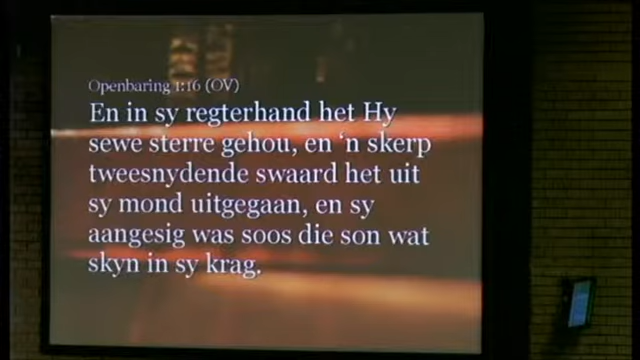 Openbaring 1:16 (OV)
En in sy regterhand het Hy
sewe sterre gehou, en ‘n skerp
tweesnydende swaard het uit
sy mond uitgegaan, en sy
aangesig was soos die son wat
skyn in sy krag.